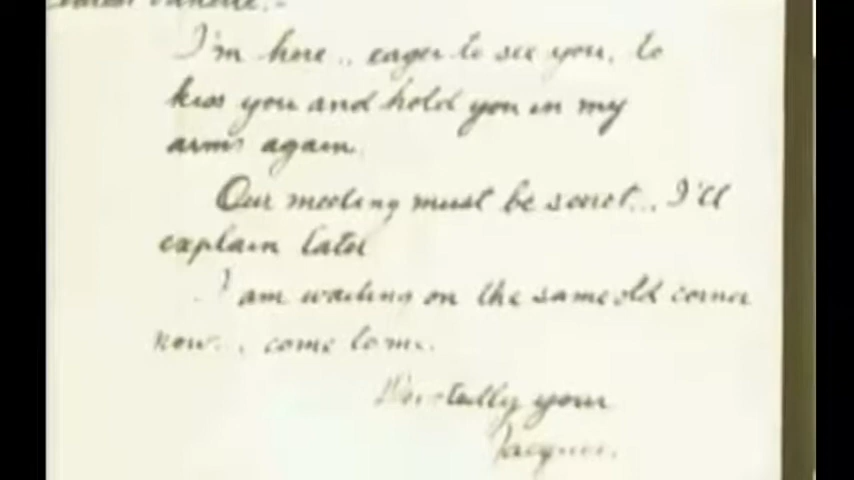 I'm here.. eager to see you, to
kiss you and hold you in my
arms again.
Our meeting must be secret... I'll
explain later
I am waiting on the same old corner
now... come to me.
yours
Jacques.